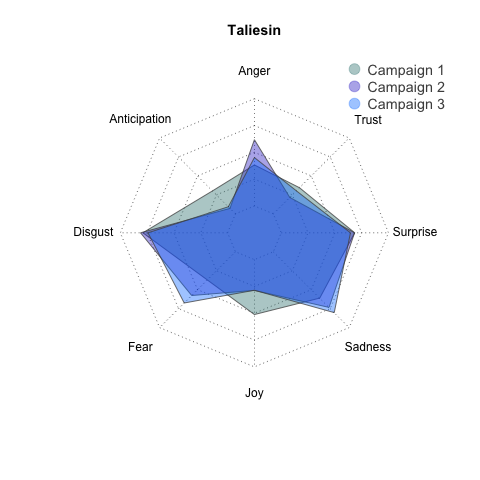 Taliesin
Anger
Campaign 1
Campaign 2
Campaign 3
Anticipation
Trust
Disgust
Surprise
Fear
Sadness
Joy